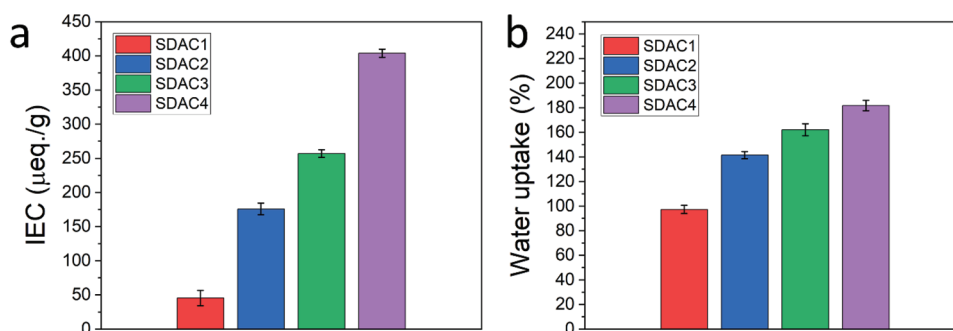 a
IEC (μeq./g)
450
400
350
300
250
200
150
100
50
0
SDAC1
SDAC2
SDAC3
SDAC4
b
Water uptake (%)
240
220
200
180
160
140
120
100
80
60
40
20
0
SDAC1
SDAC2
SDAC3
SDAC4